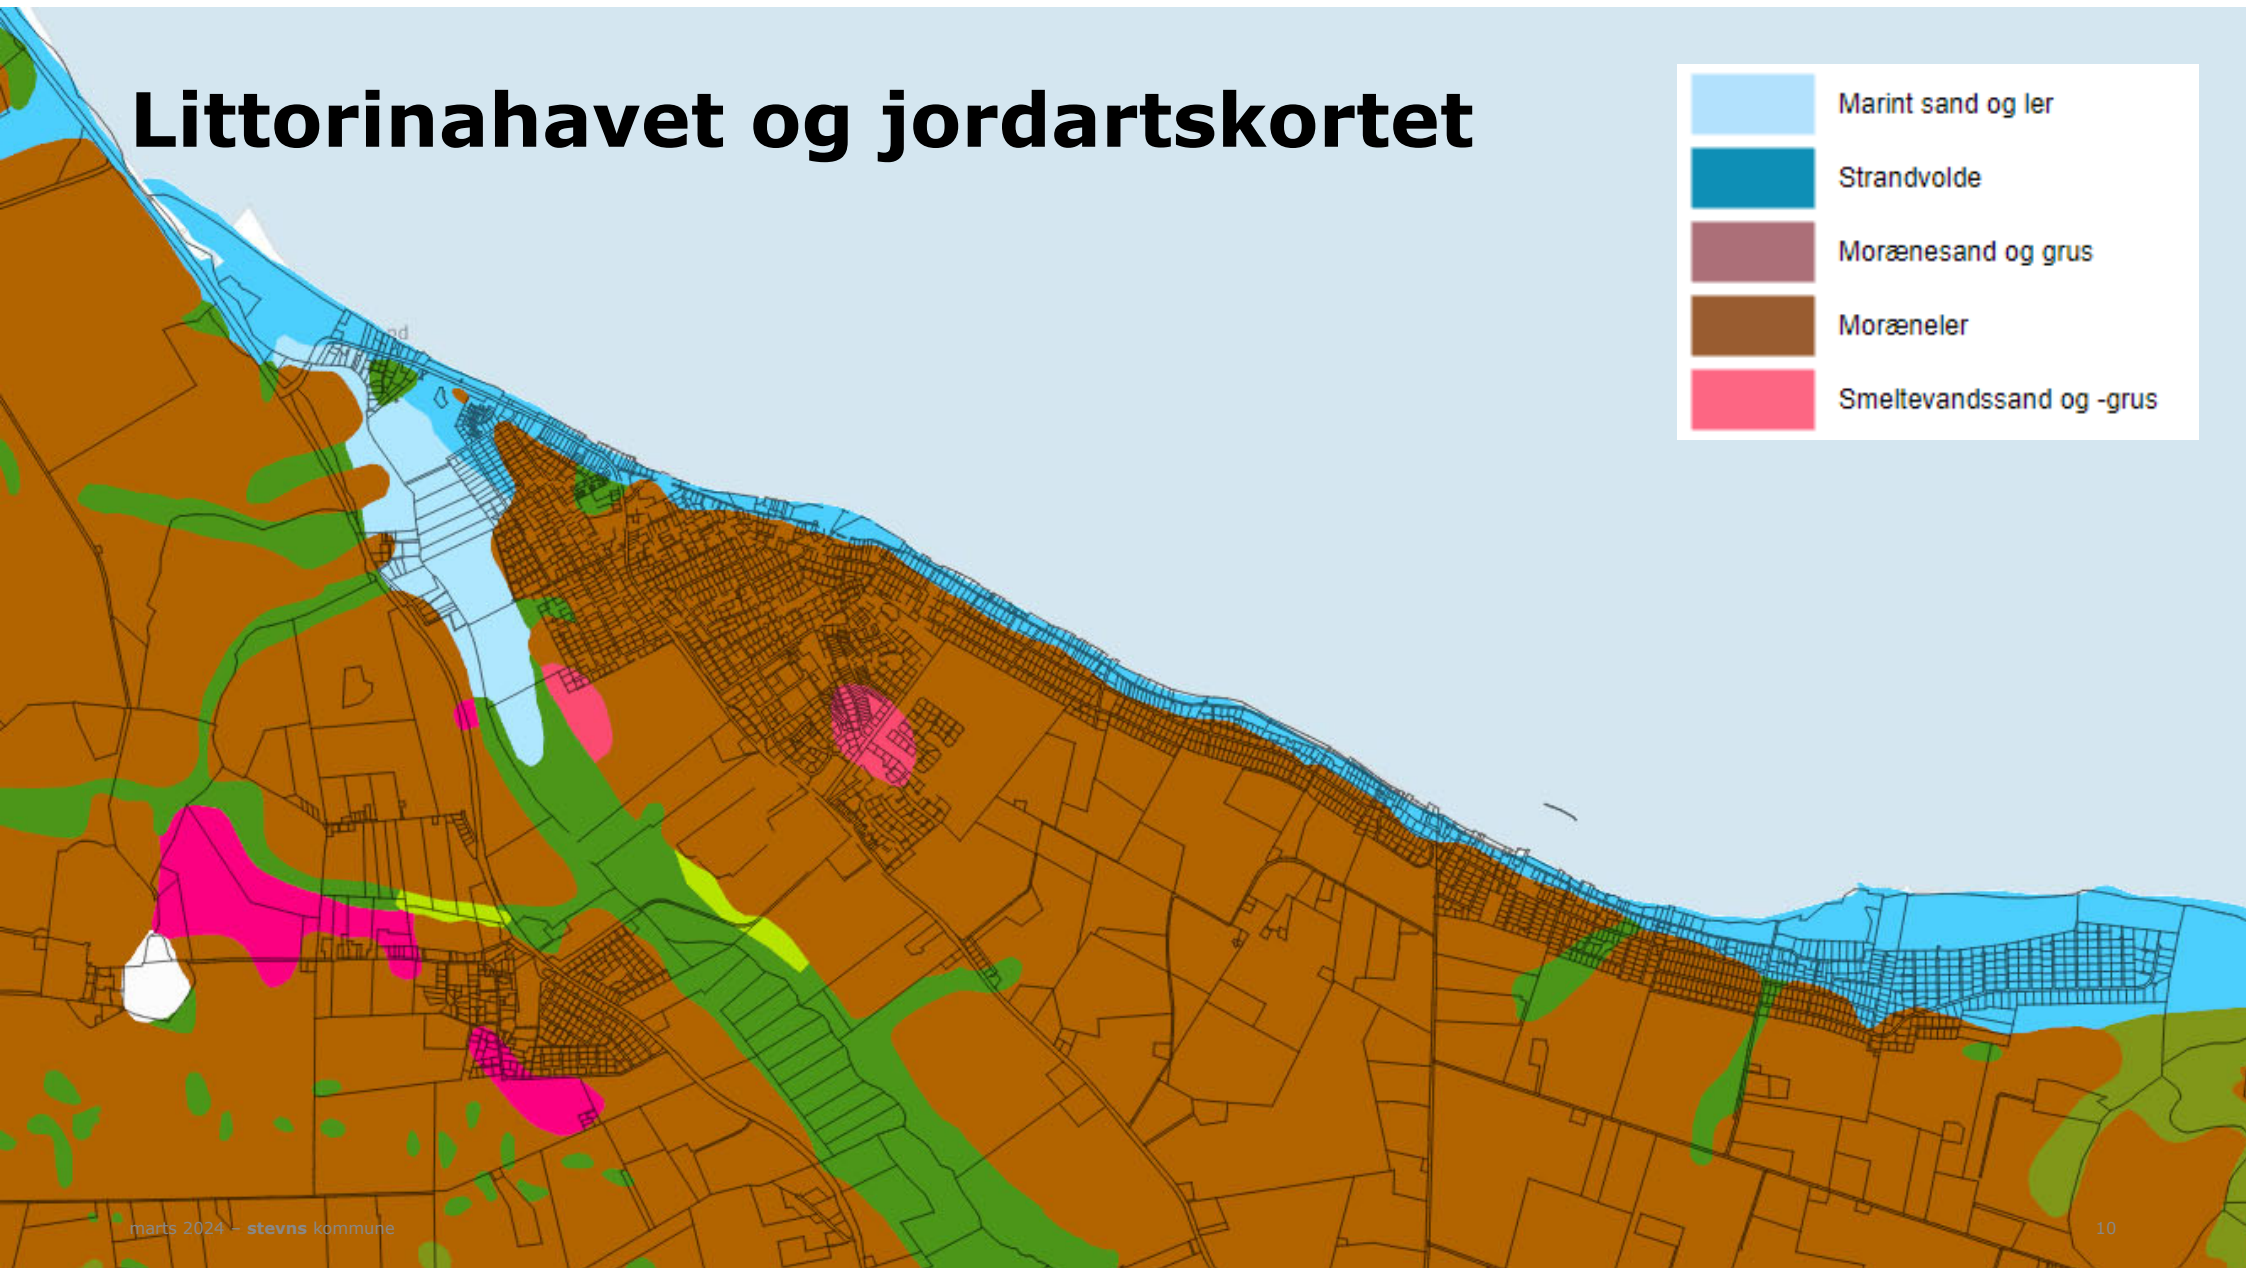 Littorinahavet og jordartskortet
Marint sand og ler
Strandvolde
Morænesand og grus
Moræneler
Smeltevandssand og -grus
marts 2024 – stevns kommune
10